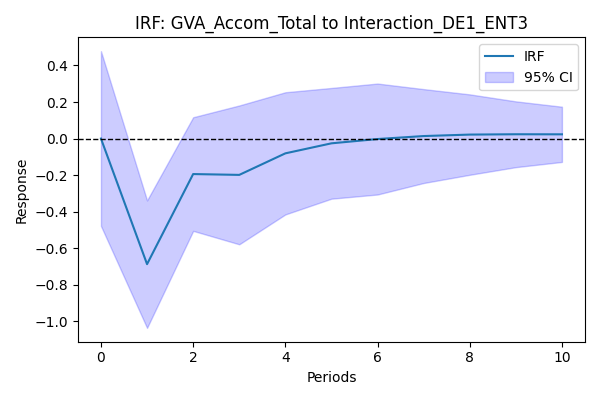 IRF: GVA_Accom_Total to Interaction_DE1_ENT3
IRF
95% CI
Response
0.4
0.2
0.0
−0.2
−0.4
−0.6
−0.8
−1.0
0 2 4 6 8 10
Periods